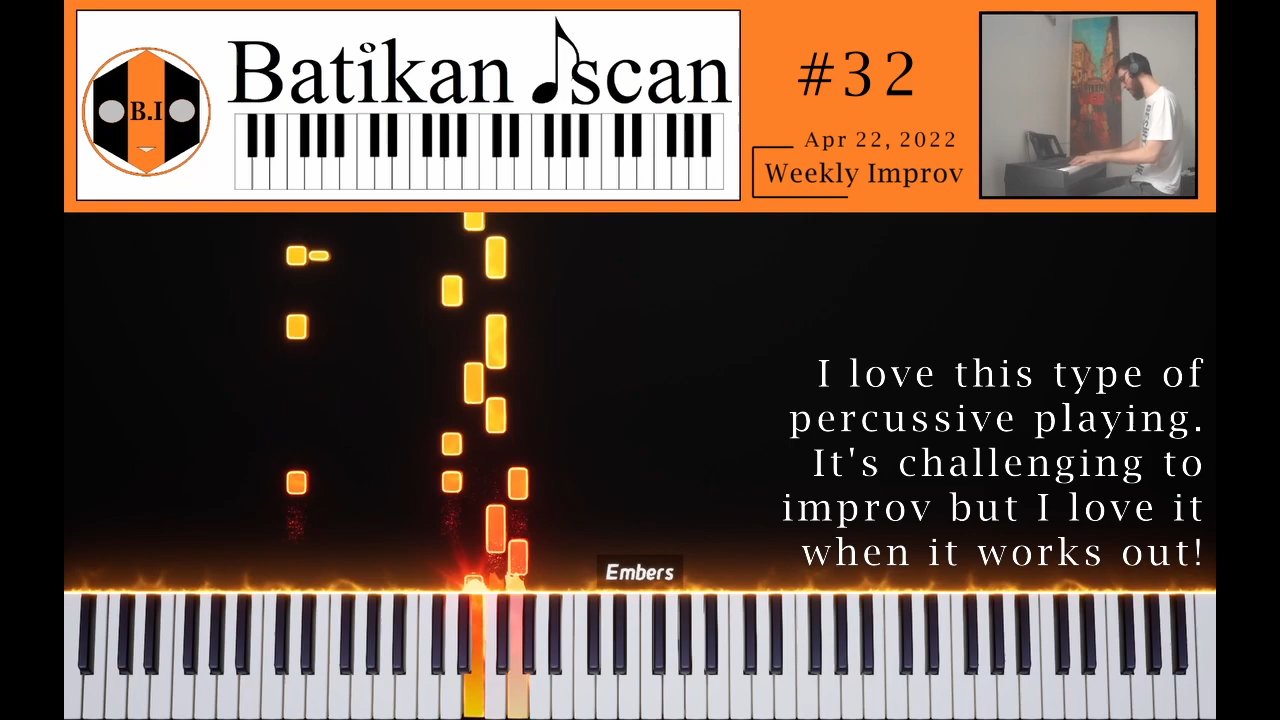 B.I
Batikan iscan
#32
Apr 22, 2022
Weekly Improv
I love this type of
percussive playing.
It's challenging to
improv but I love it
when it works out!
Embers